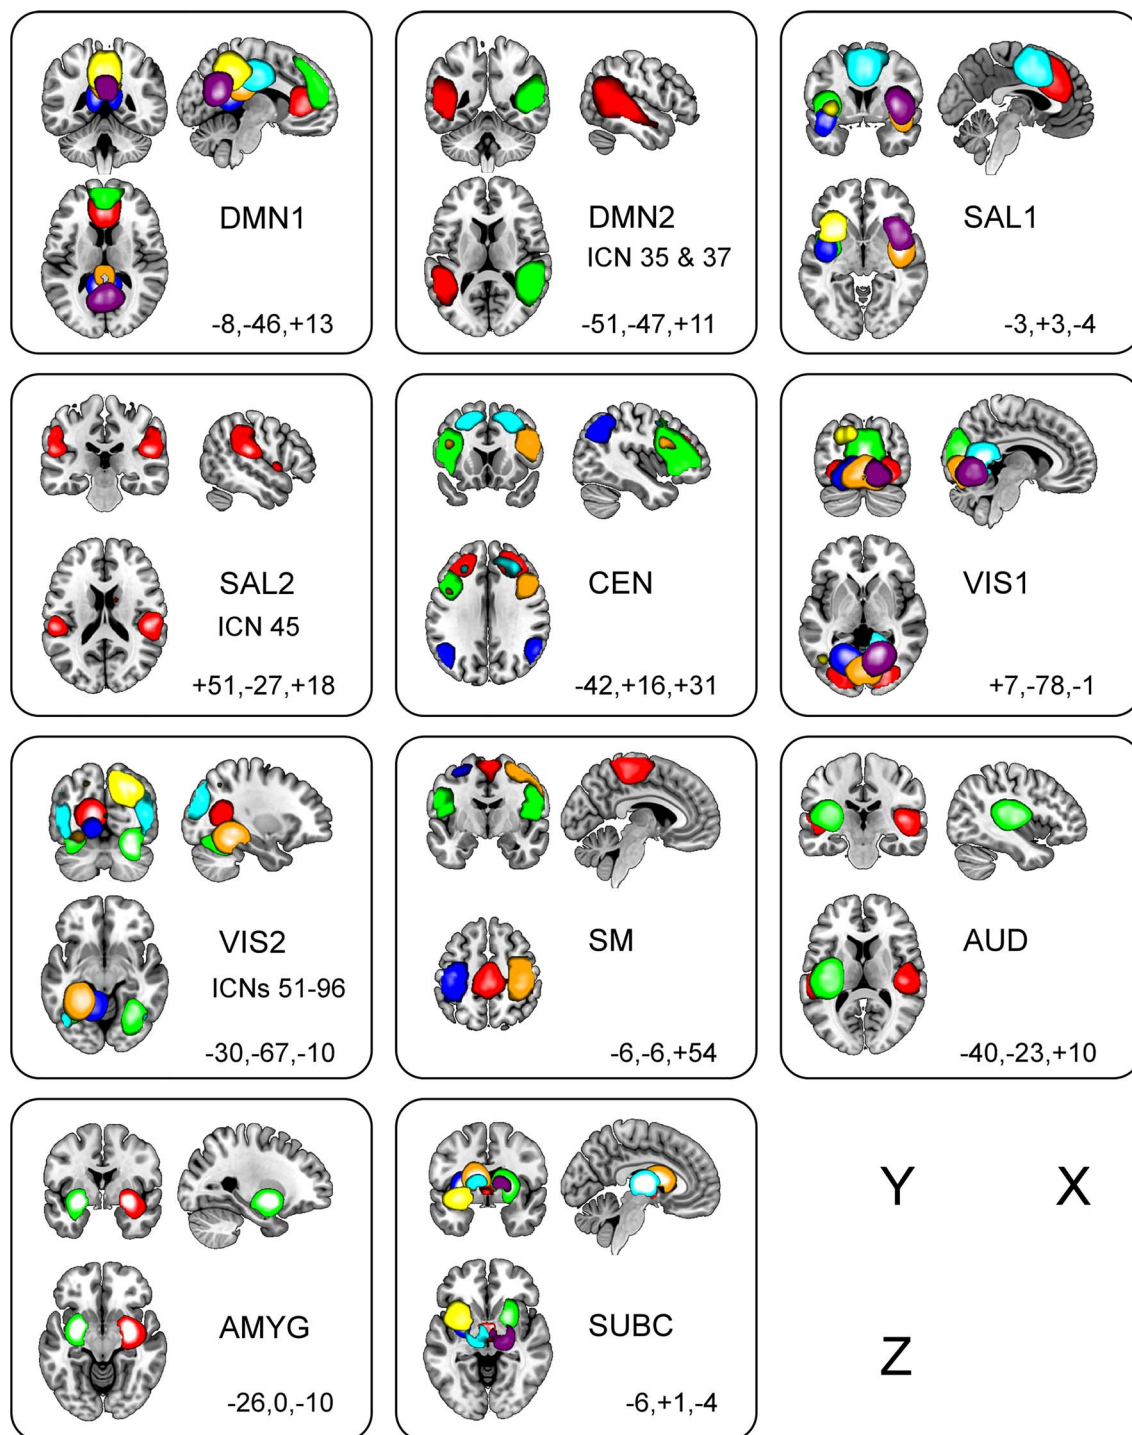 DMN1
-8,-46,+13
DMN2
ICN 35 & 37
-51,-47,+11
SAL1
-3,+3,-4
SAL2
ICN 45
+51,-27,+18
CEN
-42,+16,+31
VIS1
+7,-78,-1
VIS2
ICNs 51-96
-30,-67,-10
SM
-6,-6,+54
AUD
-40,-23,+10
AMYG
-26,0,-10
SUBC
-6,+1,-4
Y X
Z